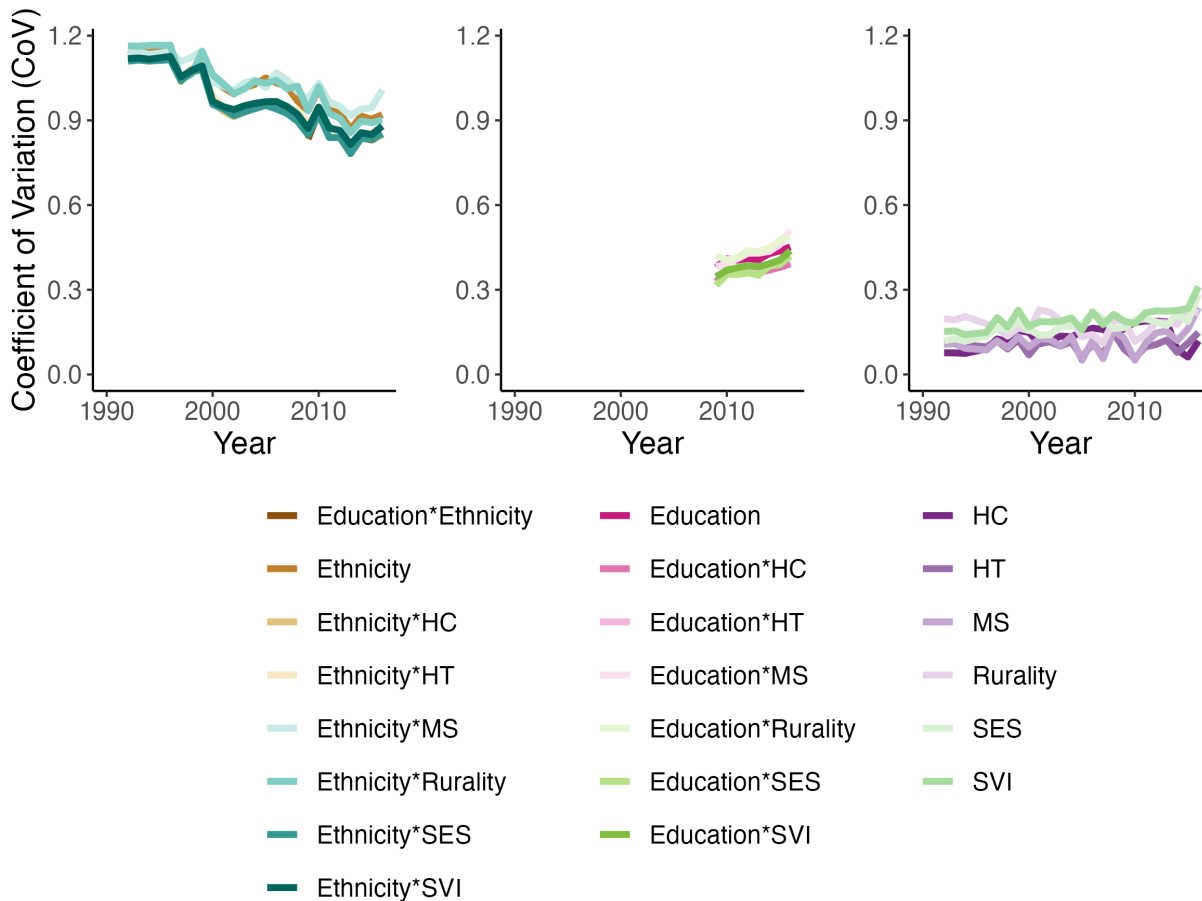 Coefficient of Variation (CoV)
1.2
0.9
0.6
0.3
0.0
1990 2000 2010
Year
1.2
0.9
0.6
0.3
0.0
1990 2000 2010
Year
1.2
0.9
0.6
0.3
0.0
1990 2000 2010
Year
Education*Ethnicity
Ethnicity
Ethnicity*HC
Ethnicity*HT
Ethnicity*MS
Ethnicity*Rurality
Ethnicity*SES
Ethnicity*SVI
Education
Education*HC
Education*HT
Education*MS
Education*Rurality
Education*SES
Education*SVI
HC
HT
MS
Rurality
SES
SVI